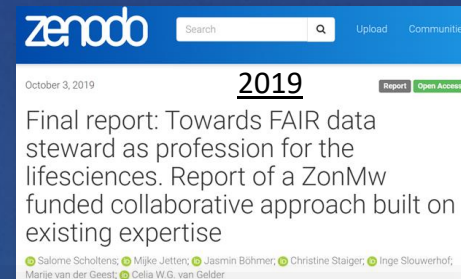 zenodo
Search
Upload
Communitie
October 3, 2019
2019
Report
Open Access
Final report: Towards FAIR data
steward as profession for the
lifesciences. Report of a ZonMw
funded collaborative approach built on
existing expertise
Salome Scholtens; Mijke Jetten; Jasmin Böhmer; Christine Staiger; Inge Slouwerhof;
Marije van der Geest; Celia W.G. van Gelder